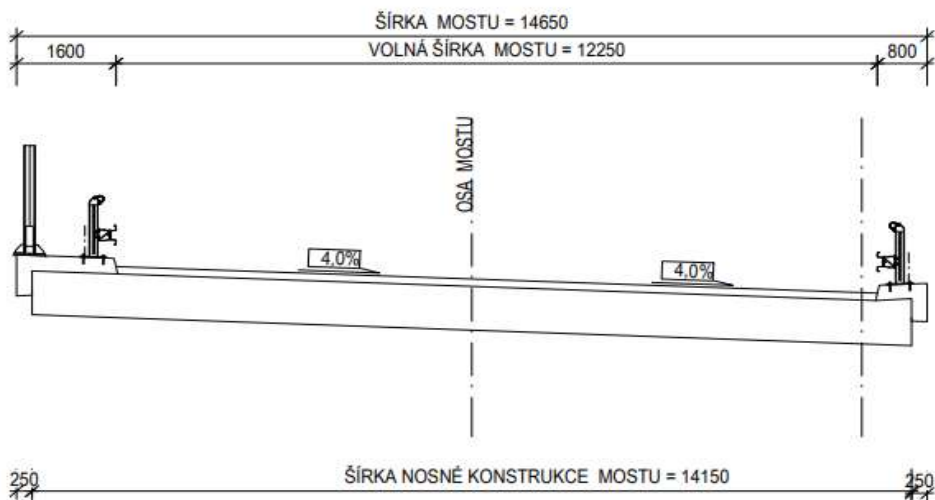 ŠÍRKA MOSTU = 14650
1600
VOLNÁ ŠÍRKA MOSTU = 12250
800
OSA MOSTU
4,0%
4,0%
250
ŠÍRKA NOSNÉ KONSTRUKCE MOSTU = 14150
250